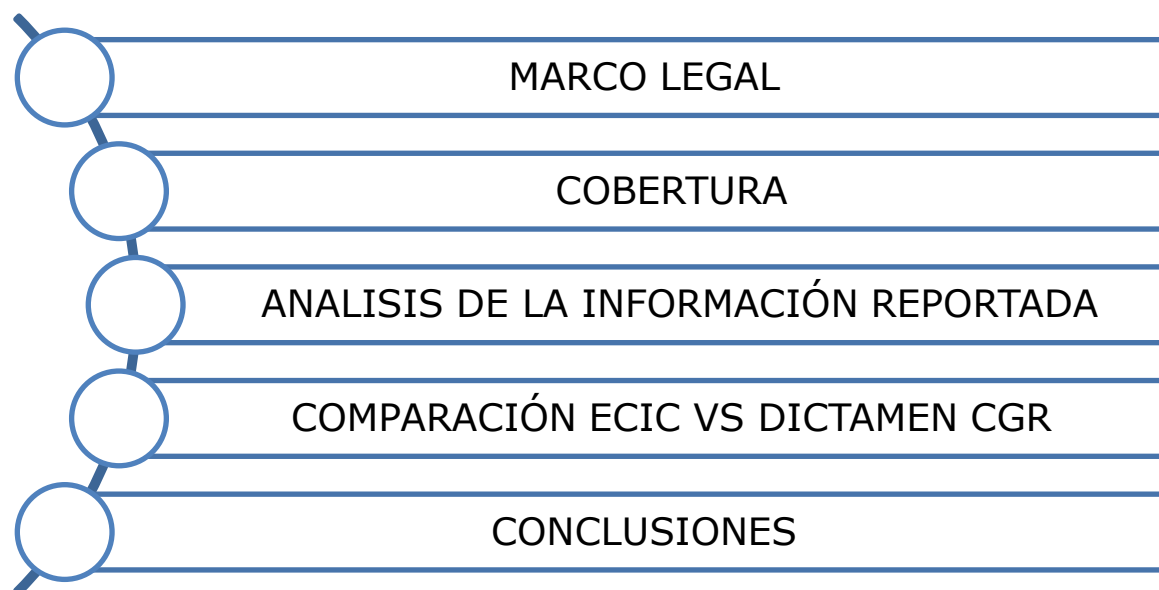 MARCO LEGAL
COBERTURA
ANALISIS DE LA INFORMACIÓN REPORTADA
COMPARACIÓN ECIC VS DICTAMEN CGR
CONCLUSIONES